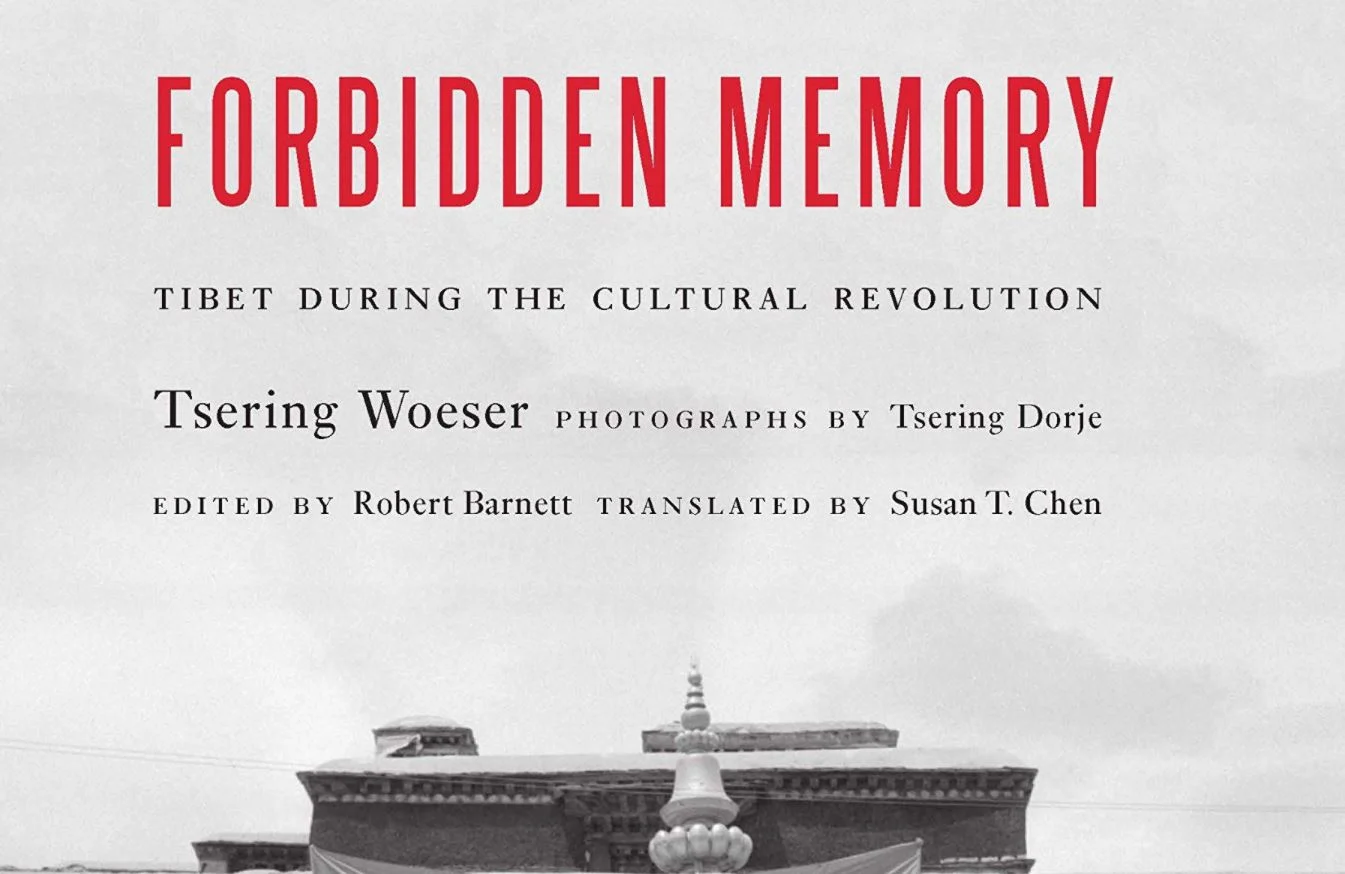 FORBIDDEN MEMORY
TIBET DURING THE CULTURAL REVOLUTION
Tsering Woeser PHOTOGRAPHS BY Tsering Dorje
EDITED BY Robert Barnett TRANSLATED BY Susan T. Chen